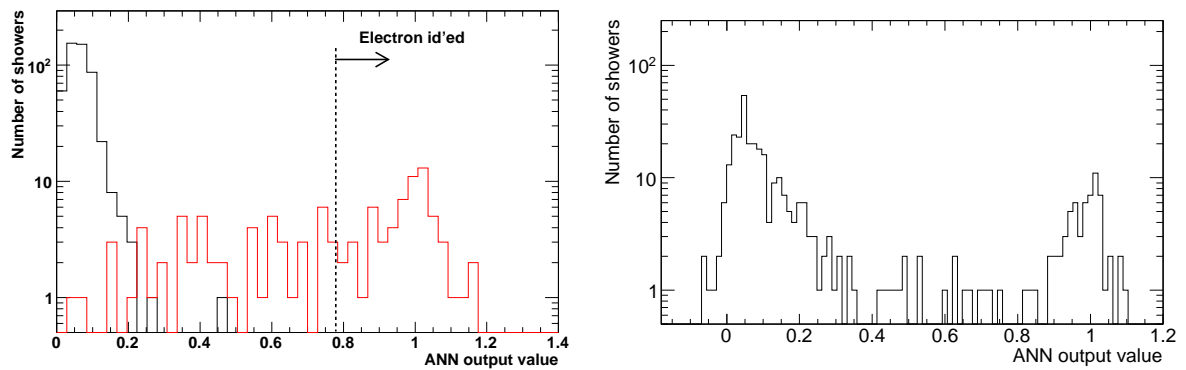 Number of showers
10²
10
1
Electron id'ed
0 0.2 0.4 0.6 0.8 1 1.2 1.4
ANN output value
Number of showers
10²
10
1
0 0.2 0.4 0.6 0.8 1 1.2
ANN output value